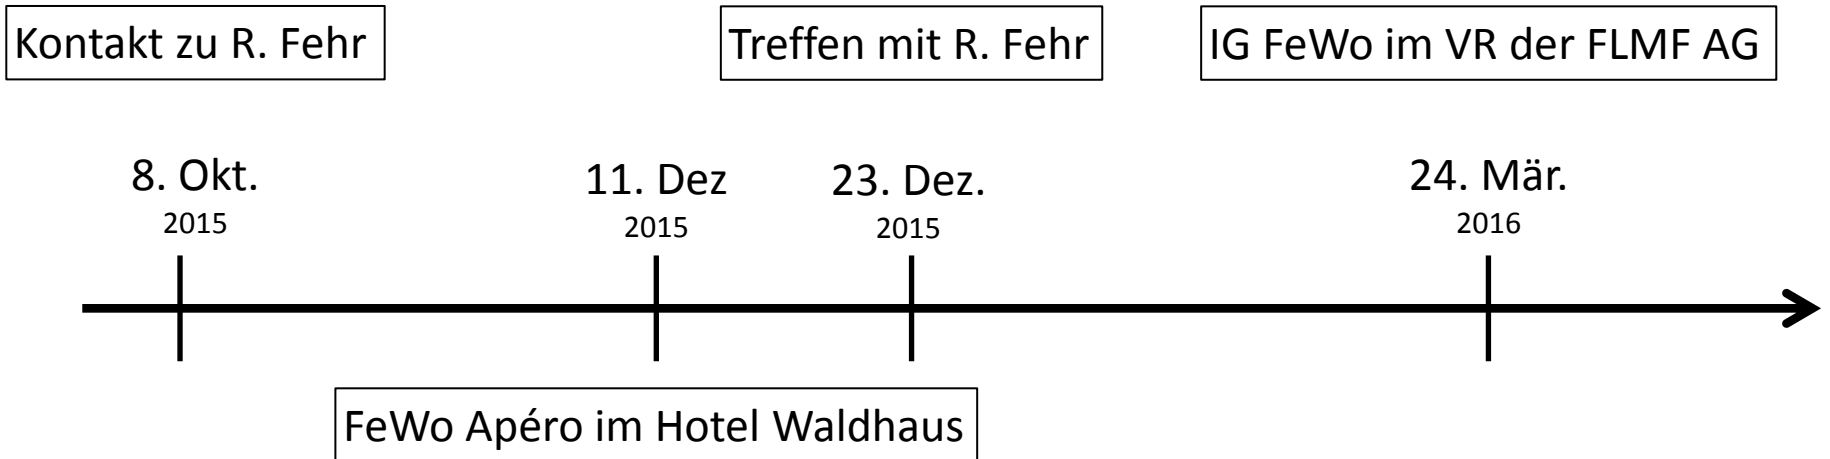 Kontakt zu R. Fehr
Treffen mit R. Fehr
IG FeWo im VR der FLMF AG
8. Okt.
2015
11. Dez
2015
23. Dez.
2015
24. Mär.
2016
FeWo Apéro im Hotel Waldhaus